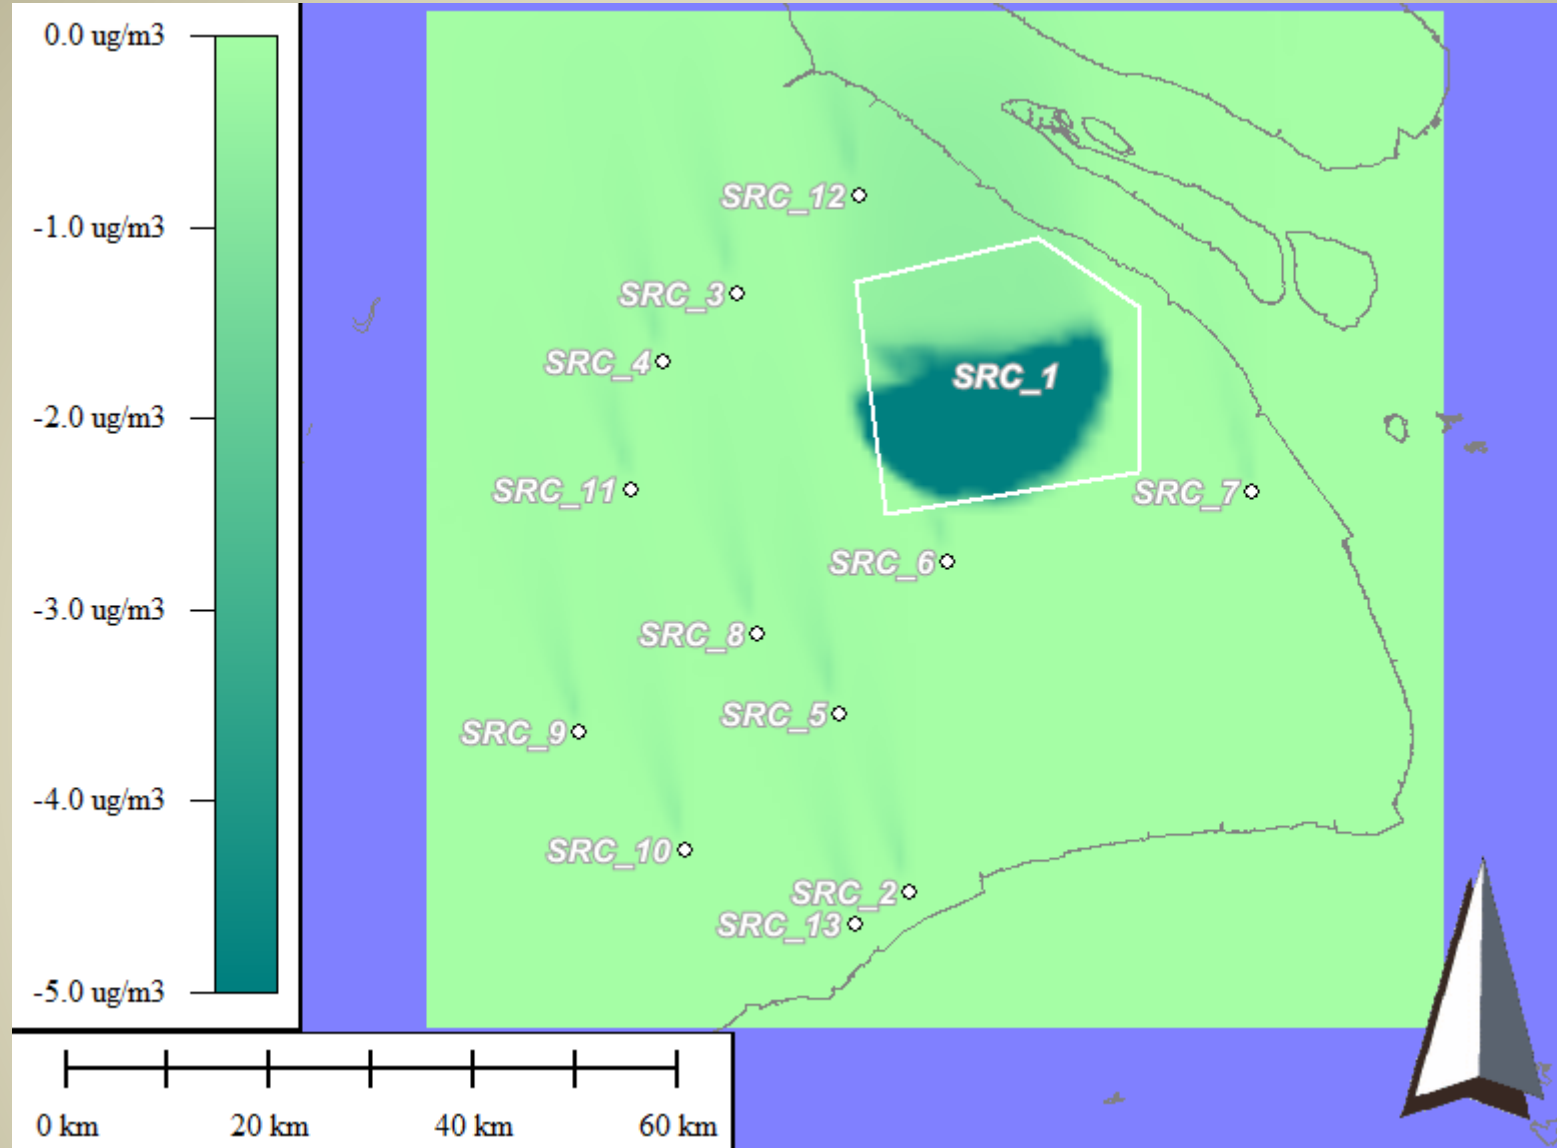 0.0 ug/m3
-1.0 ug/m3
-2.0 ug/m3
-3.0 ug/m3
-4.0 ug/m3
-5.0 ug/m3
SRC_12
SRC_3
SRC_4
SRC_1
SRC_11
SRC_7
SRC_6
SRC_8
SRC_5
SRC_9
SRC_10
SRC_2
SRC_13
0 km 20 km 40 km 60 km